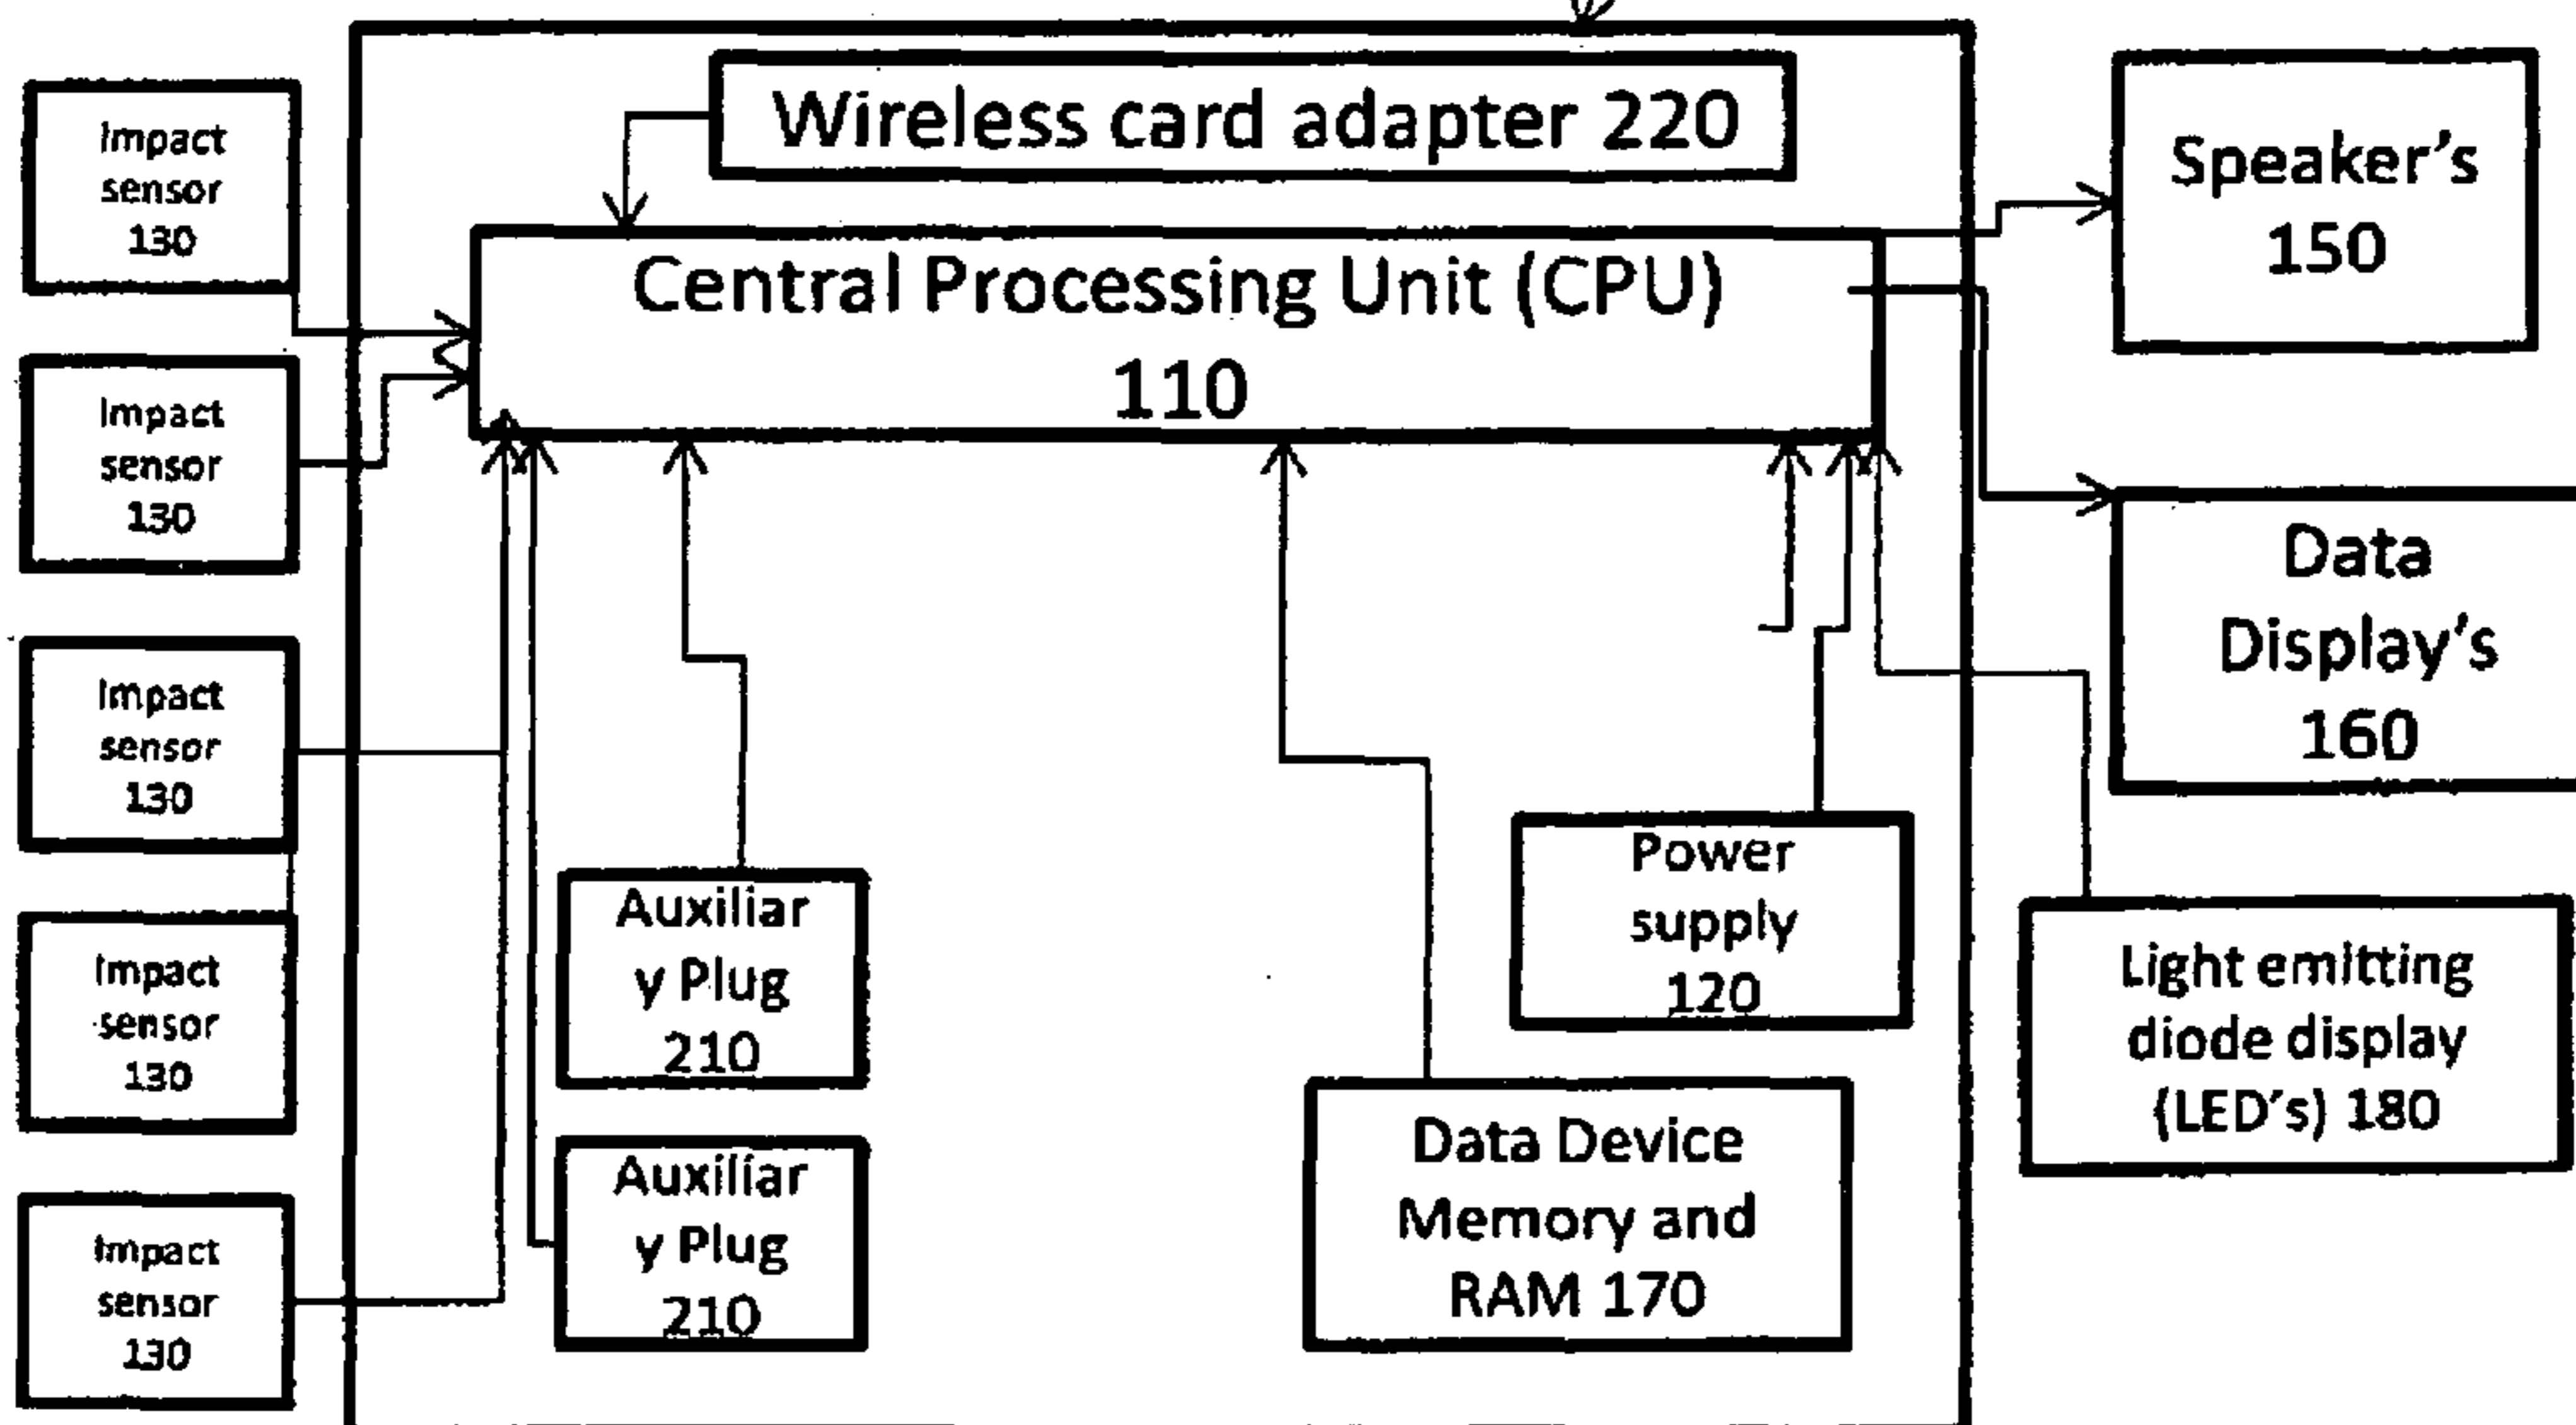 Wireless card adapter 220
Impact
sensor
130
Speaker's
150
Central Processing Unit (CPU)
110
Impact
sensor
130
Data
Display's
160
Impact
sensor
130
Power
supply
120
Auxiliar
y Plug
210
Light emitting
diode display
(LED's) 180
Impact
sensor
130
Data Device
Memory and
RAM 170
Auxiliar
y Plug
210
Impact
sensor
130